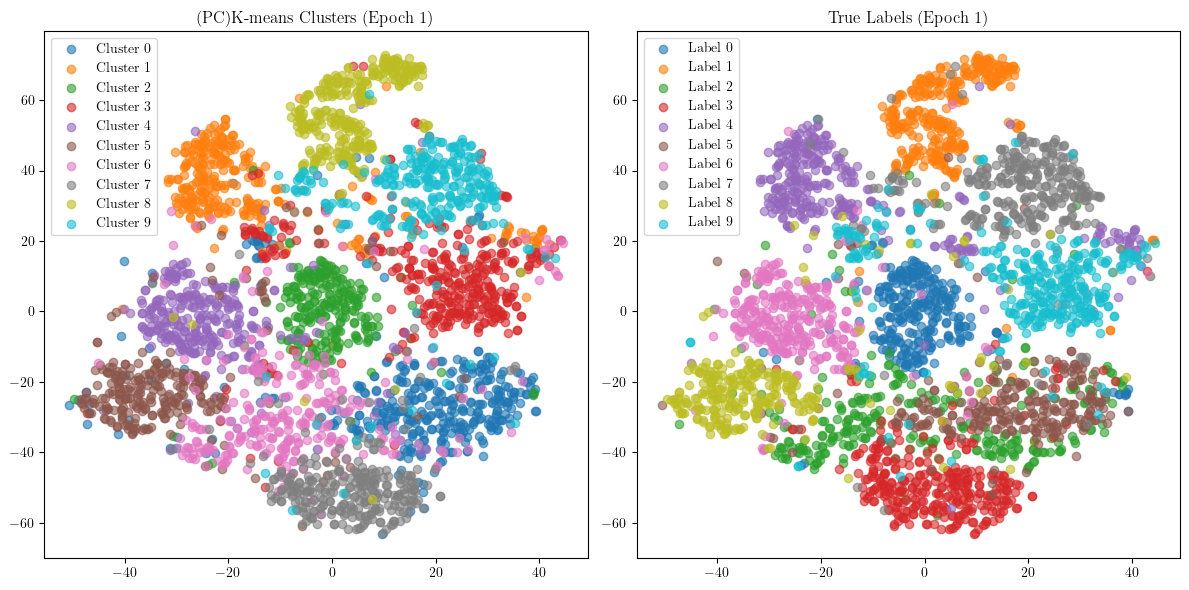 (PC)K-means Clusters (Epoch 1)
Cluster 0
Cluster 1
Cluster 2
Cluster 3
Cluster 4
Cluster 5
Cluster 6
Cluster 7
Cluster 8
Cluster 9
60
40
20
0
−20
−40
−60
−40
−20
0
20
40
True Labels (Epoch 1)
Label 0
Label 1
Label 2
Label 3
Label 4
Label 5
Label 6
Label 7
Label 8
Label 9
60
40
20
0
−20
−40
−60
−40
−20
0
20
40